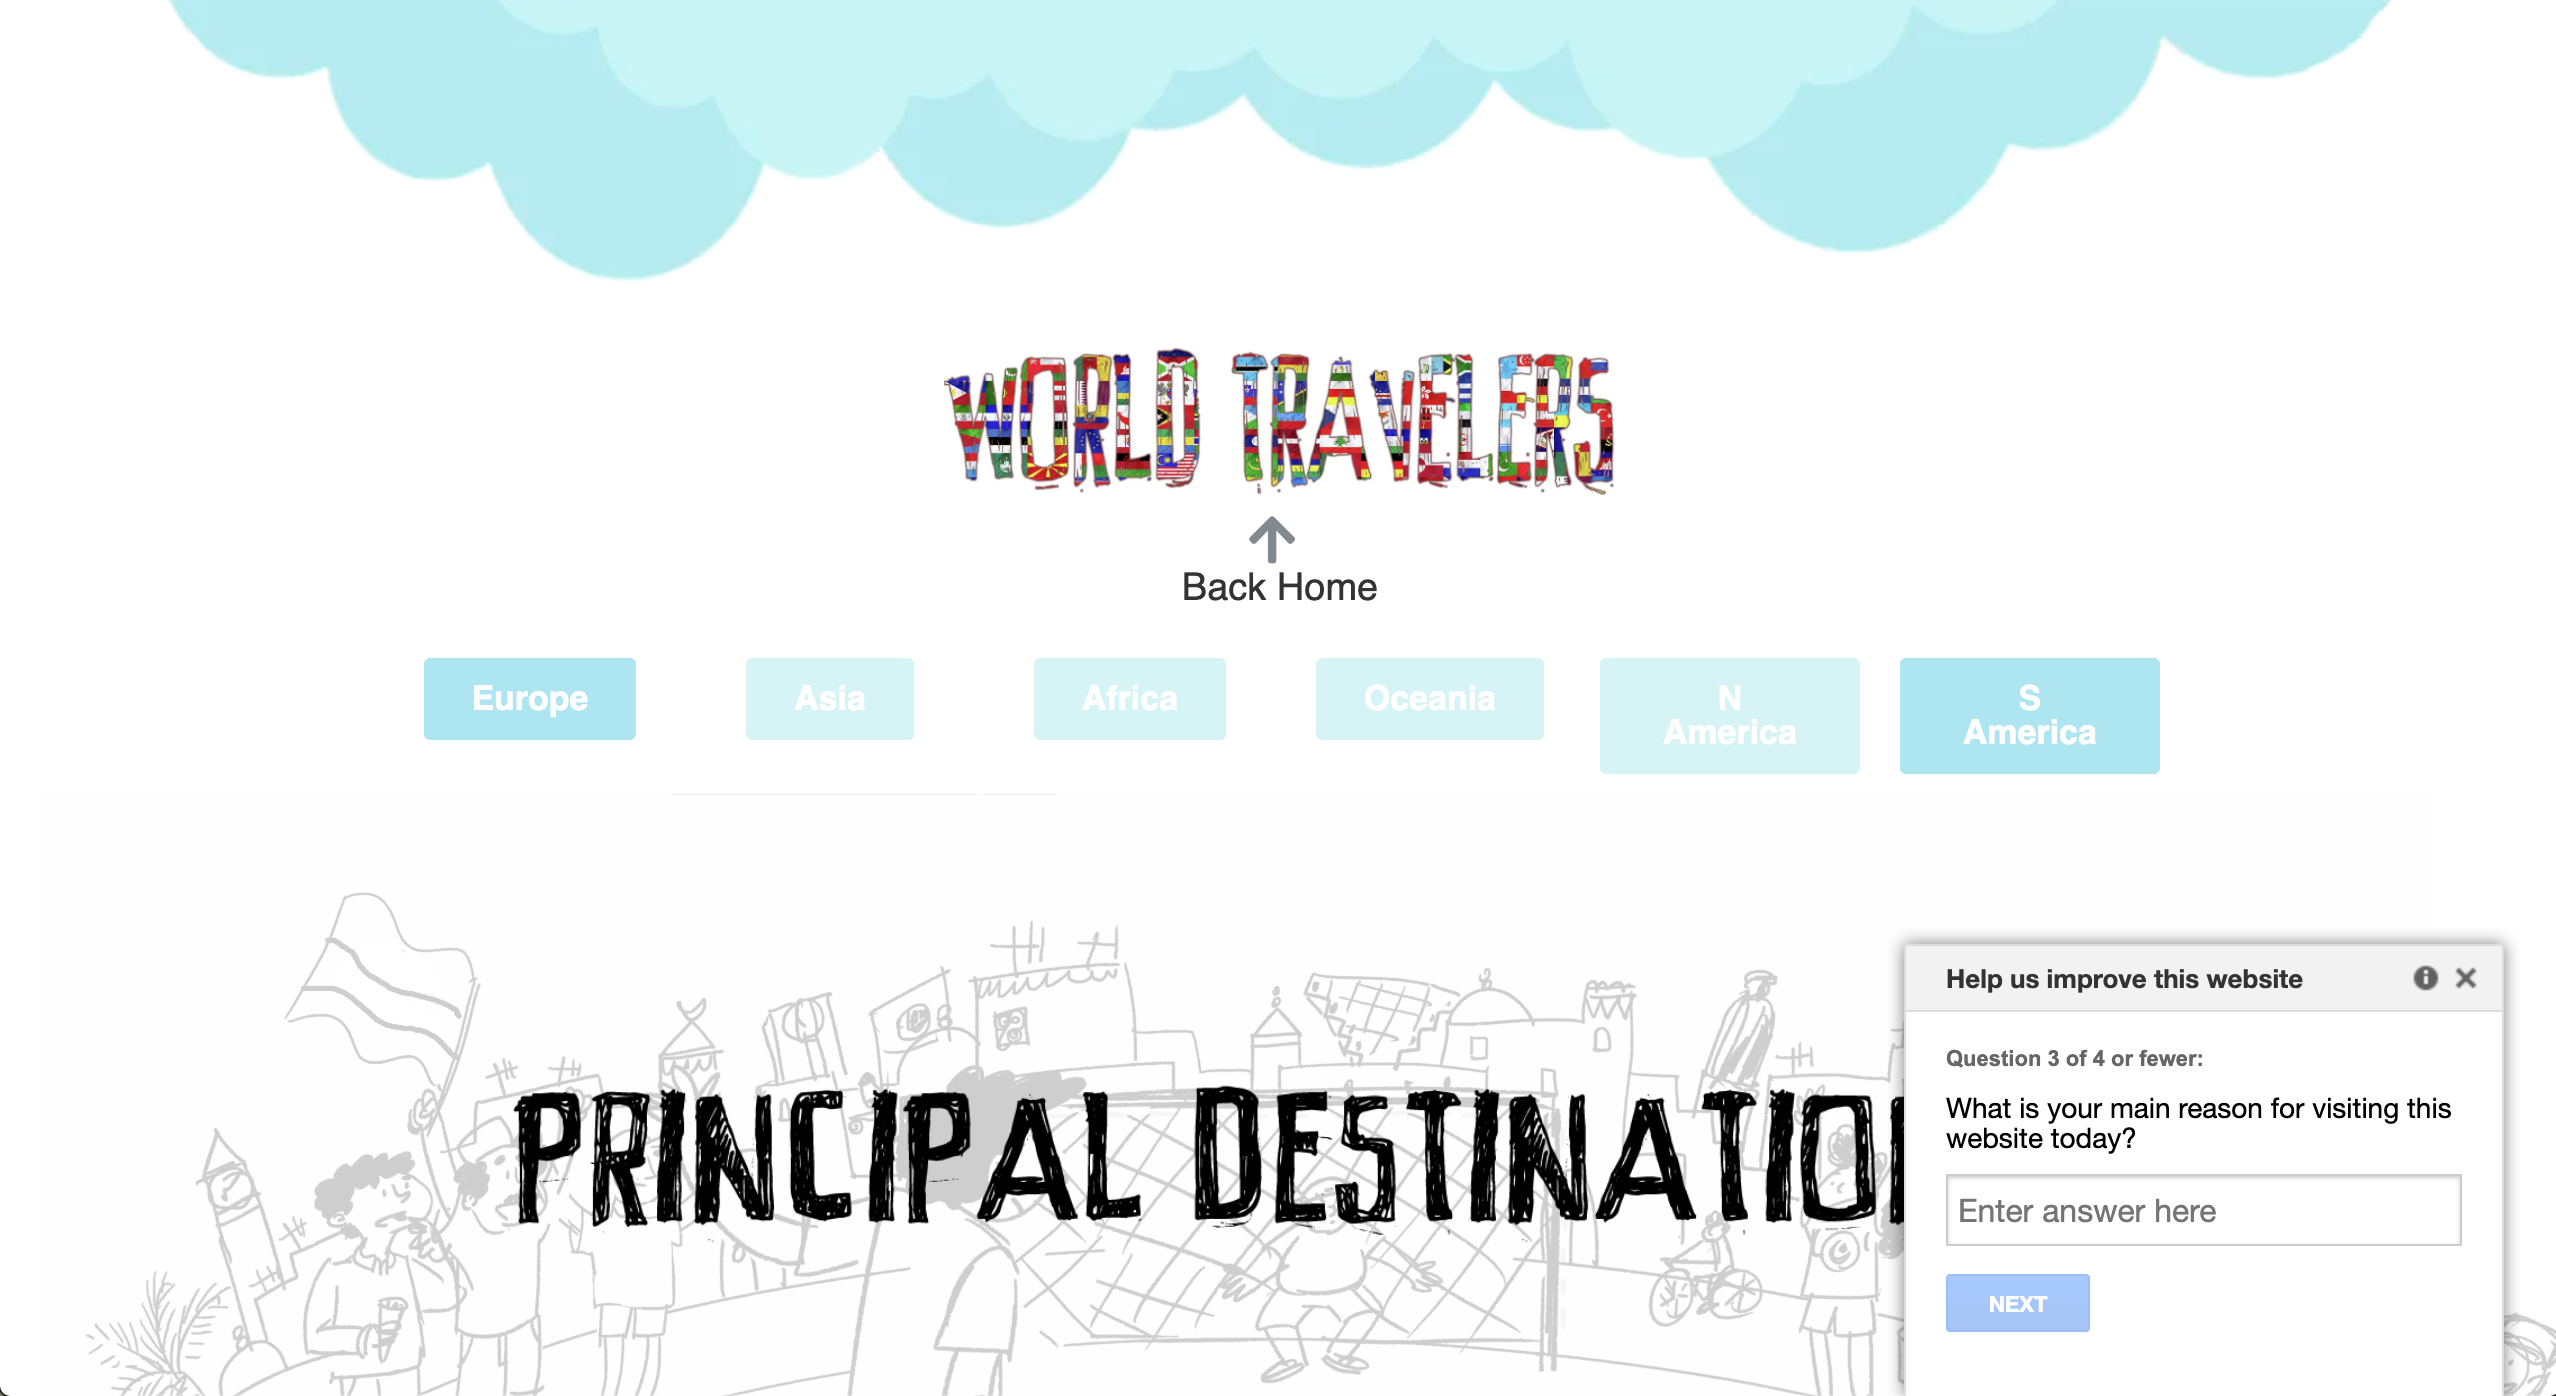 WORLD TRAVELERS
Back Home
Europe
Asia
Africa
Oceania
N
America
S
America
PRINCIPAL
Help us improve this website
Question 3 of 4 or fewer:
What is your main reason for visiting this
website today?
Enter answer here
NEXT